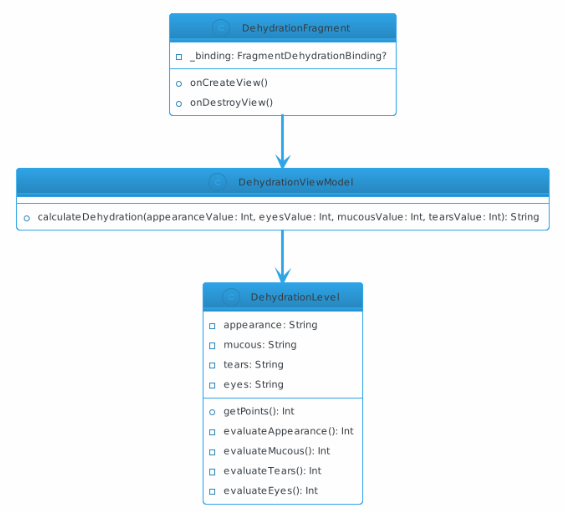 C DehydrationFragment
_binding: FragmentDehydrationBinding?
onCreateView()
onDestroyView()
C DehydrationViewModel
calculateDehydration(appearanceValue: Int, eyesValue: Int, mucousValue: Int, tearsValue: Int): String
C DehydrationLevel
appearance: String
mucous: String
tears: String
eyes: String
getPoints(): Int
evaluateAppearance(): Int
evaluateMucous(): Int
evaluateTears(): Int
evaluateEyes(): Int